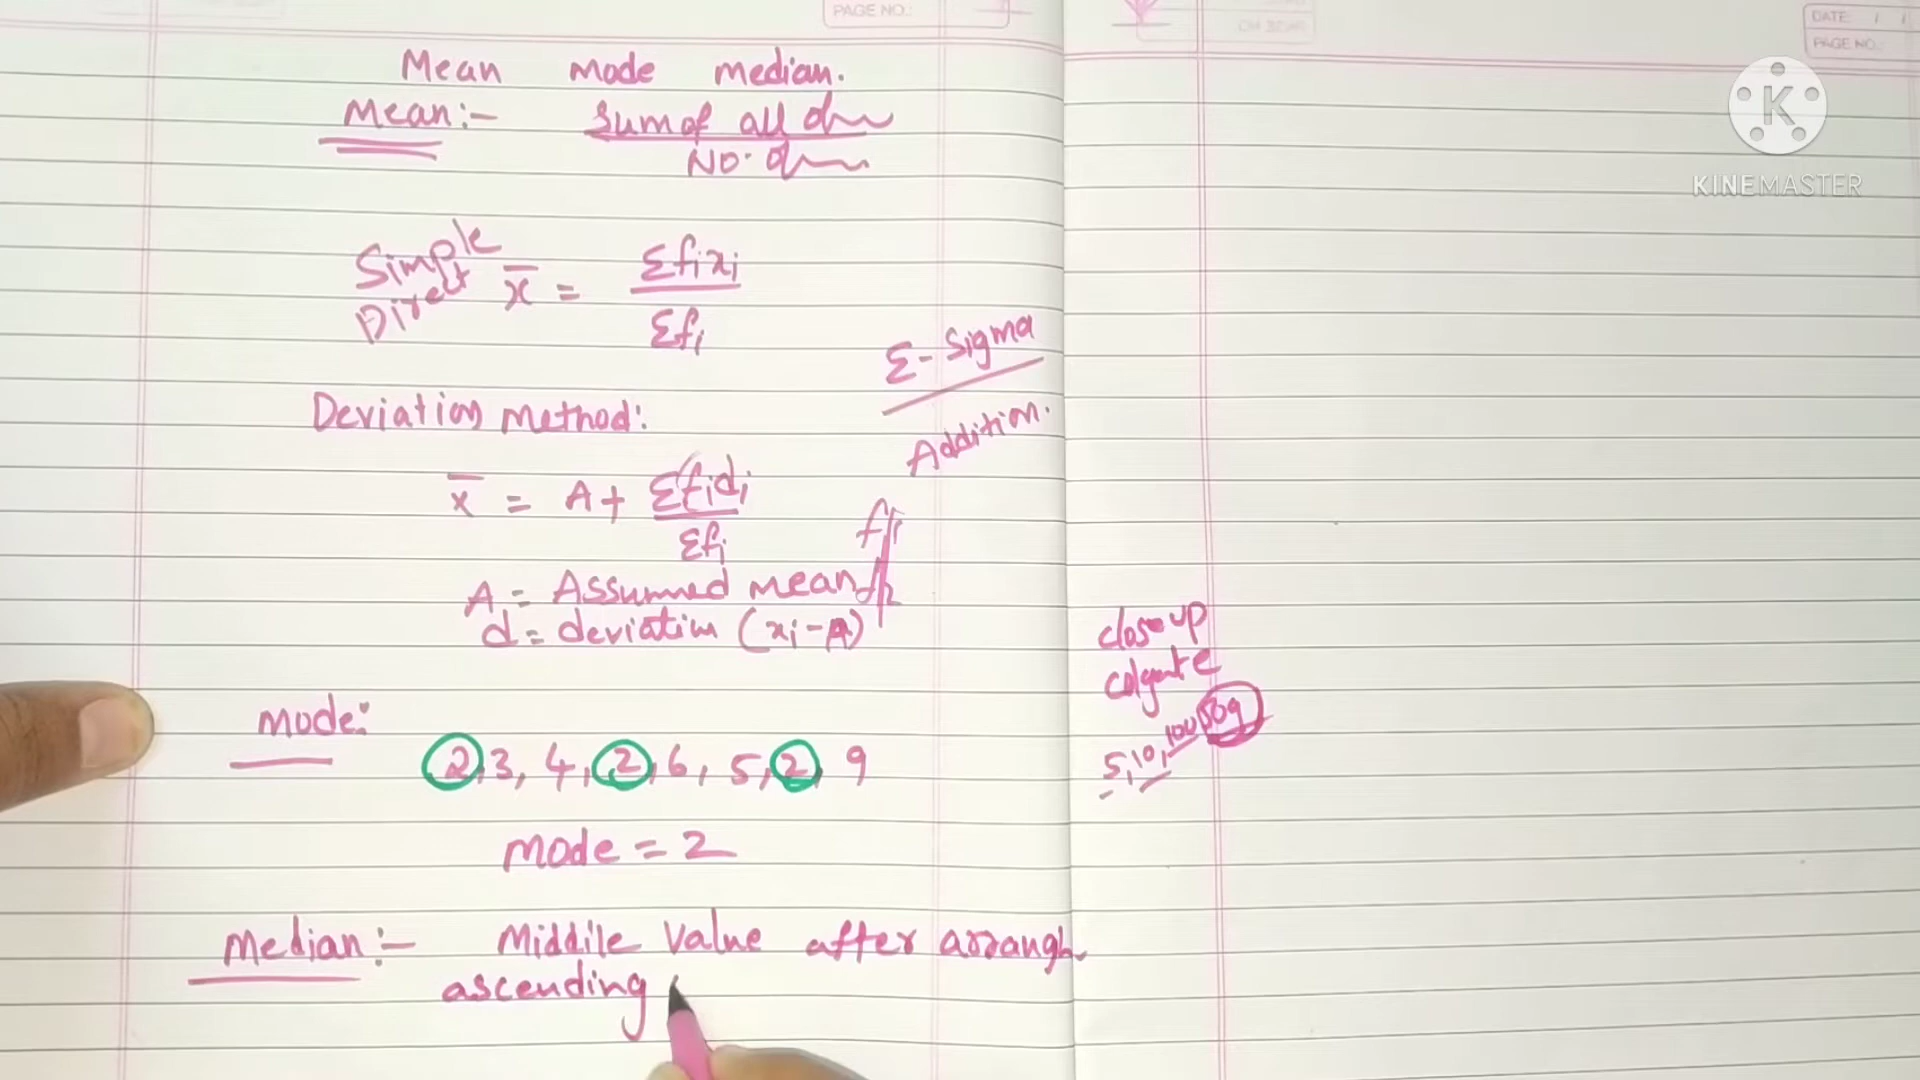 PAGE NO.:
DATE: / /
PAGE NO.:
KINEMASTER
Mean mode median.
Mean:- Sum of all
No.
Simple
Direct x̄ = Σfixi
Σfi
Σ - Sigma
Addition.
Deviation Method:
x̄ = A + Σfidi
Σfi
A = Assumed mean
d = deviation (xi - A)
close up
colgate
5, 10, 100
mode:
2, 3, 4, 2, 6, 5, 2, 9
mode = 2
Median:- Middile Value after
ascending